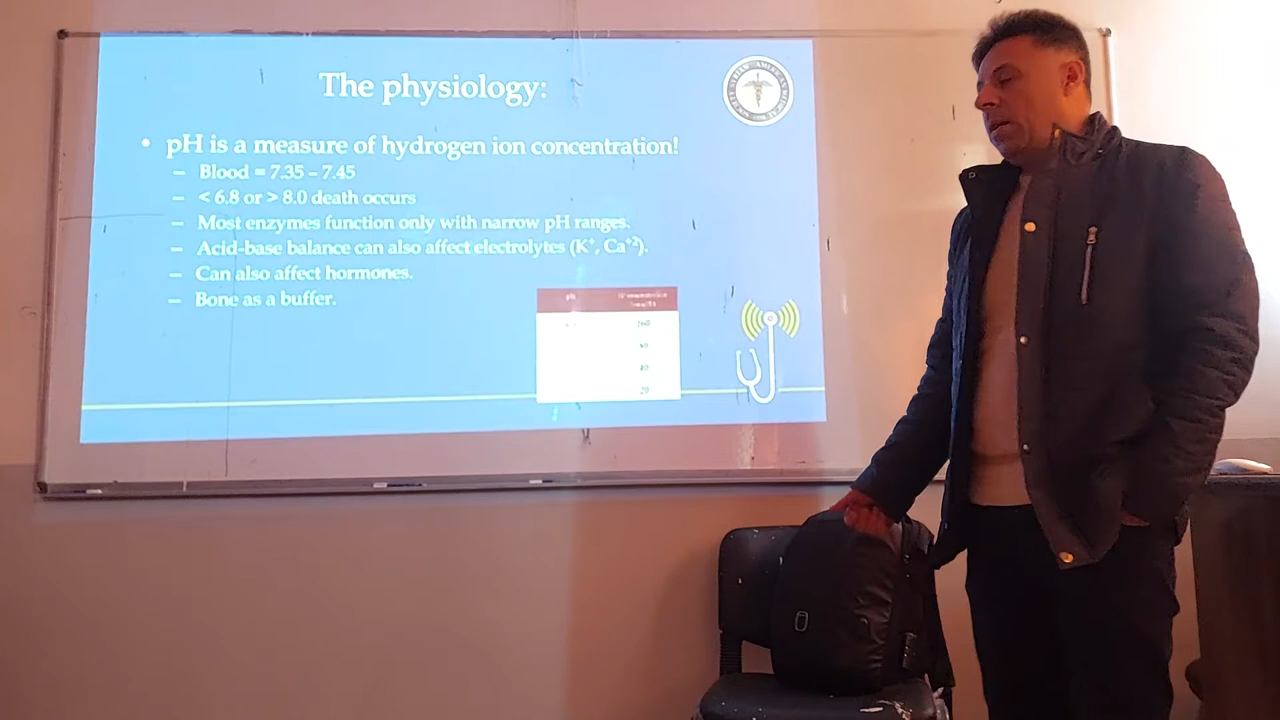 The physiology:
• pH is a measure of hydrogen ion concentration!
– Blood = 7.35 – 7.45
– < 6.8 or > 8.0 death occurs
– Most enzymes function only with narrow pH ranges.
– Acid-base balance can also affect electrolytes (K⁺, Ca⁺²).
– Can also affect hormones.
– Bone as a buffer.
pH
160
40
20